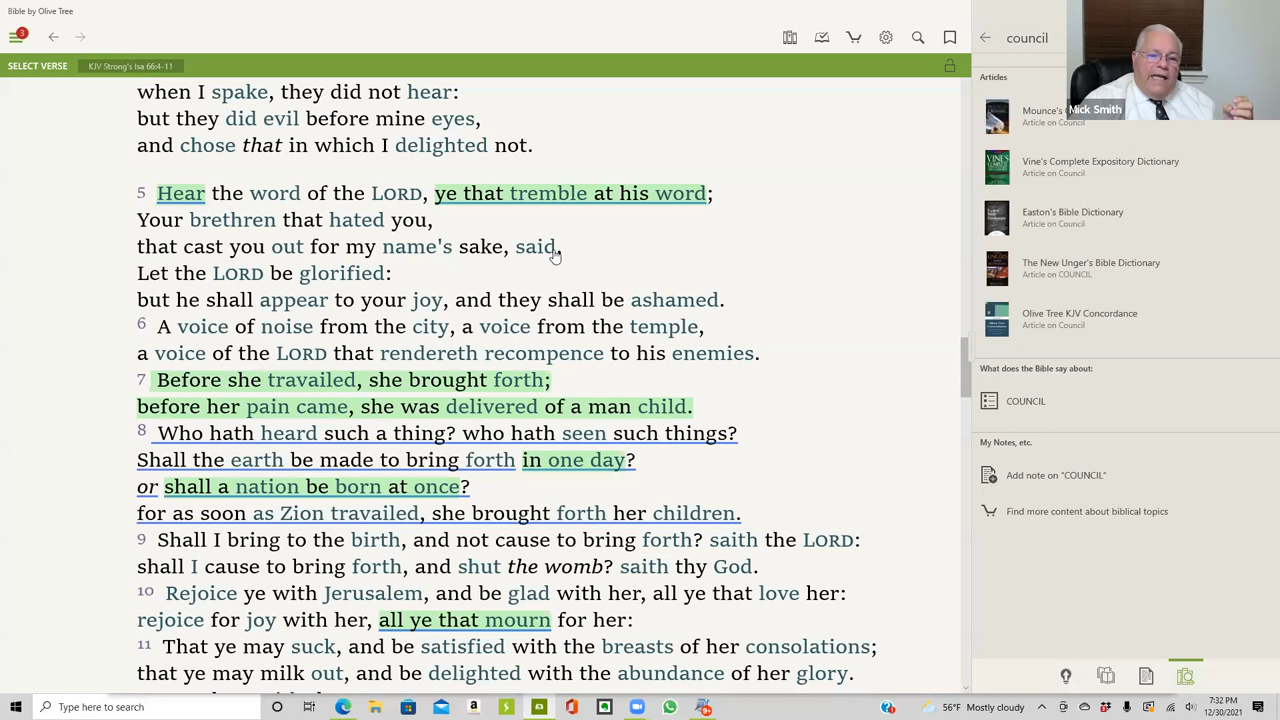 Bible by Olive Tree
3
council
SELECT VERSE
KJV Strong's Isa 66:4-11
when I spake, they did not hear:
but they did evil before mine eyes,
and chose that in which I delighted not.
5 Hear the word of the LORD, ye that tremble at his word;
Your brethren that hated you,
that cast you out for my name's sake, said,
Let the LORD be glorified:
but he shall appear to your joy, and they shall be ashamed.
6 A voice of noise from the city, a voice from the temple,
a voice of the LORD that rendereth recompence to his enemies.
7 Before she travailed, she brought forth;
before her pain came, she was delivered of a man child.
8 Who hath heard such a thing? who hath seen such things?
Shall the earth be made to bring forth in one day?
or shall a nation be born at once?
for as soon as Zion travailed, she brought forth her children.
9 Shall I bring to the birth, and not cause to bring forth? saith the LORD:
shall I cause to bring forth, and shut the womb? saith thy God.
10 Rejoice ye with Jerusalem, and be glad with her, all ye that love her:
rejoice for joy with her, all ye that mourn for her:
11 That ye may suck, and be satisfied with the breasts of her consolations;
that ye may milk out, and be delighted with the abundance of her glory.
Articles
Mounce's
Article on Council
Mick Smith
Vine's Complete Expository Dictionary
Article on Council
Easton's Bible Dictionary
Article on Council
The New Unger's Bible Dictionary
Article on COUNCIL
Olive Tree KJV Concordance
Article on Council
What does the Bible say about:
COUNCIL
My Notes, etc.
Add note on "COUNCIL"
Find more content about biblical topics
Type here to search
56°F Mostly cloudy
7:32 PM
12/30/2021